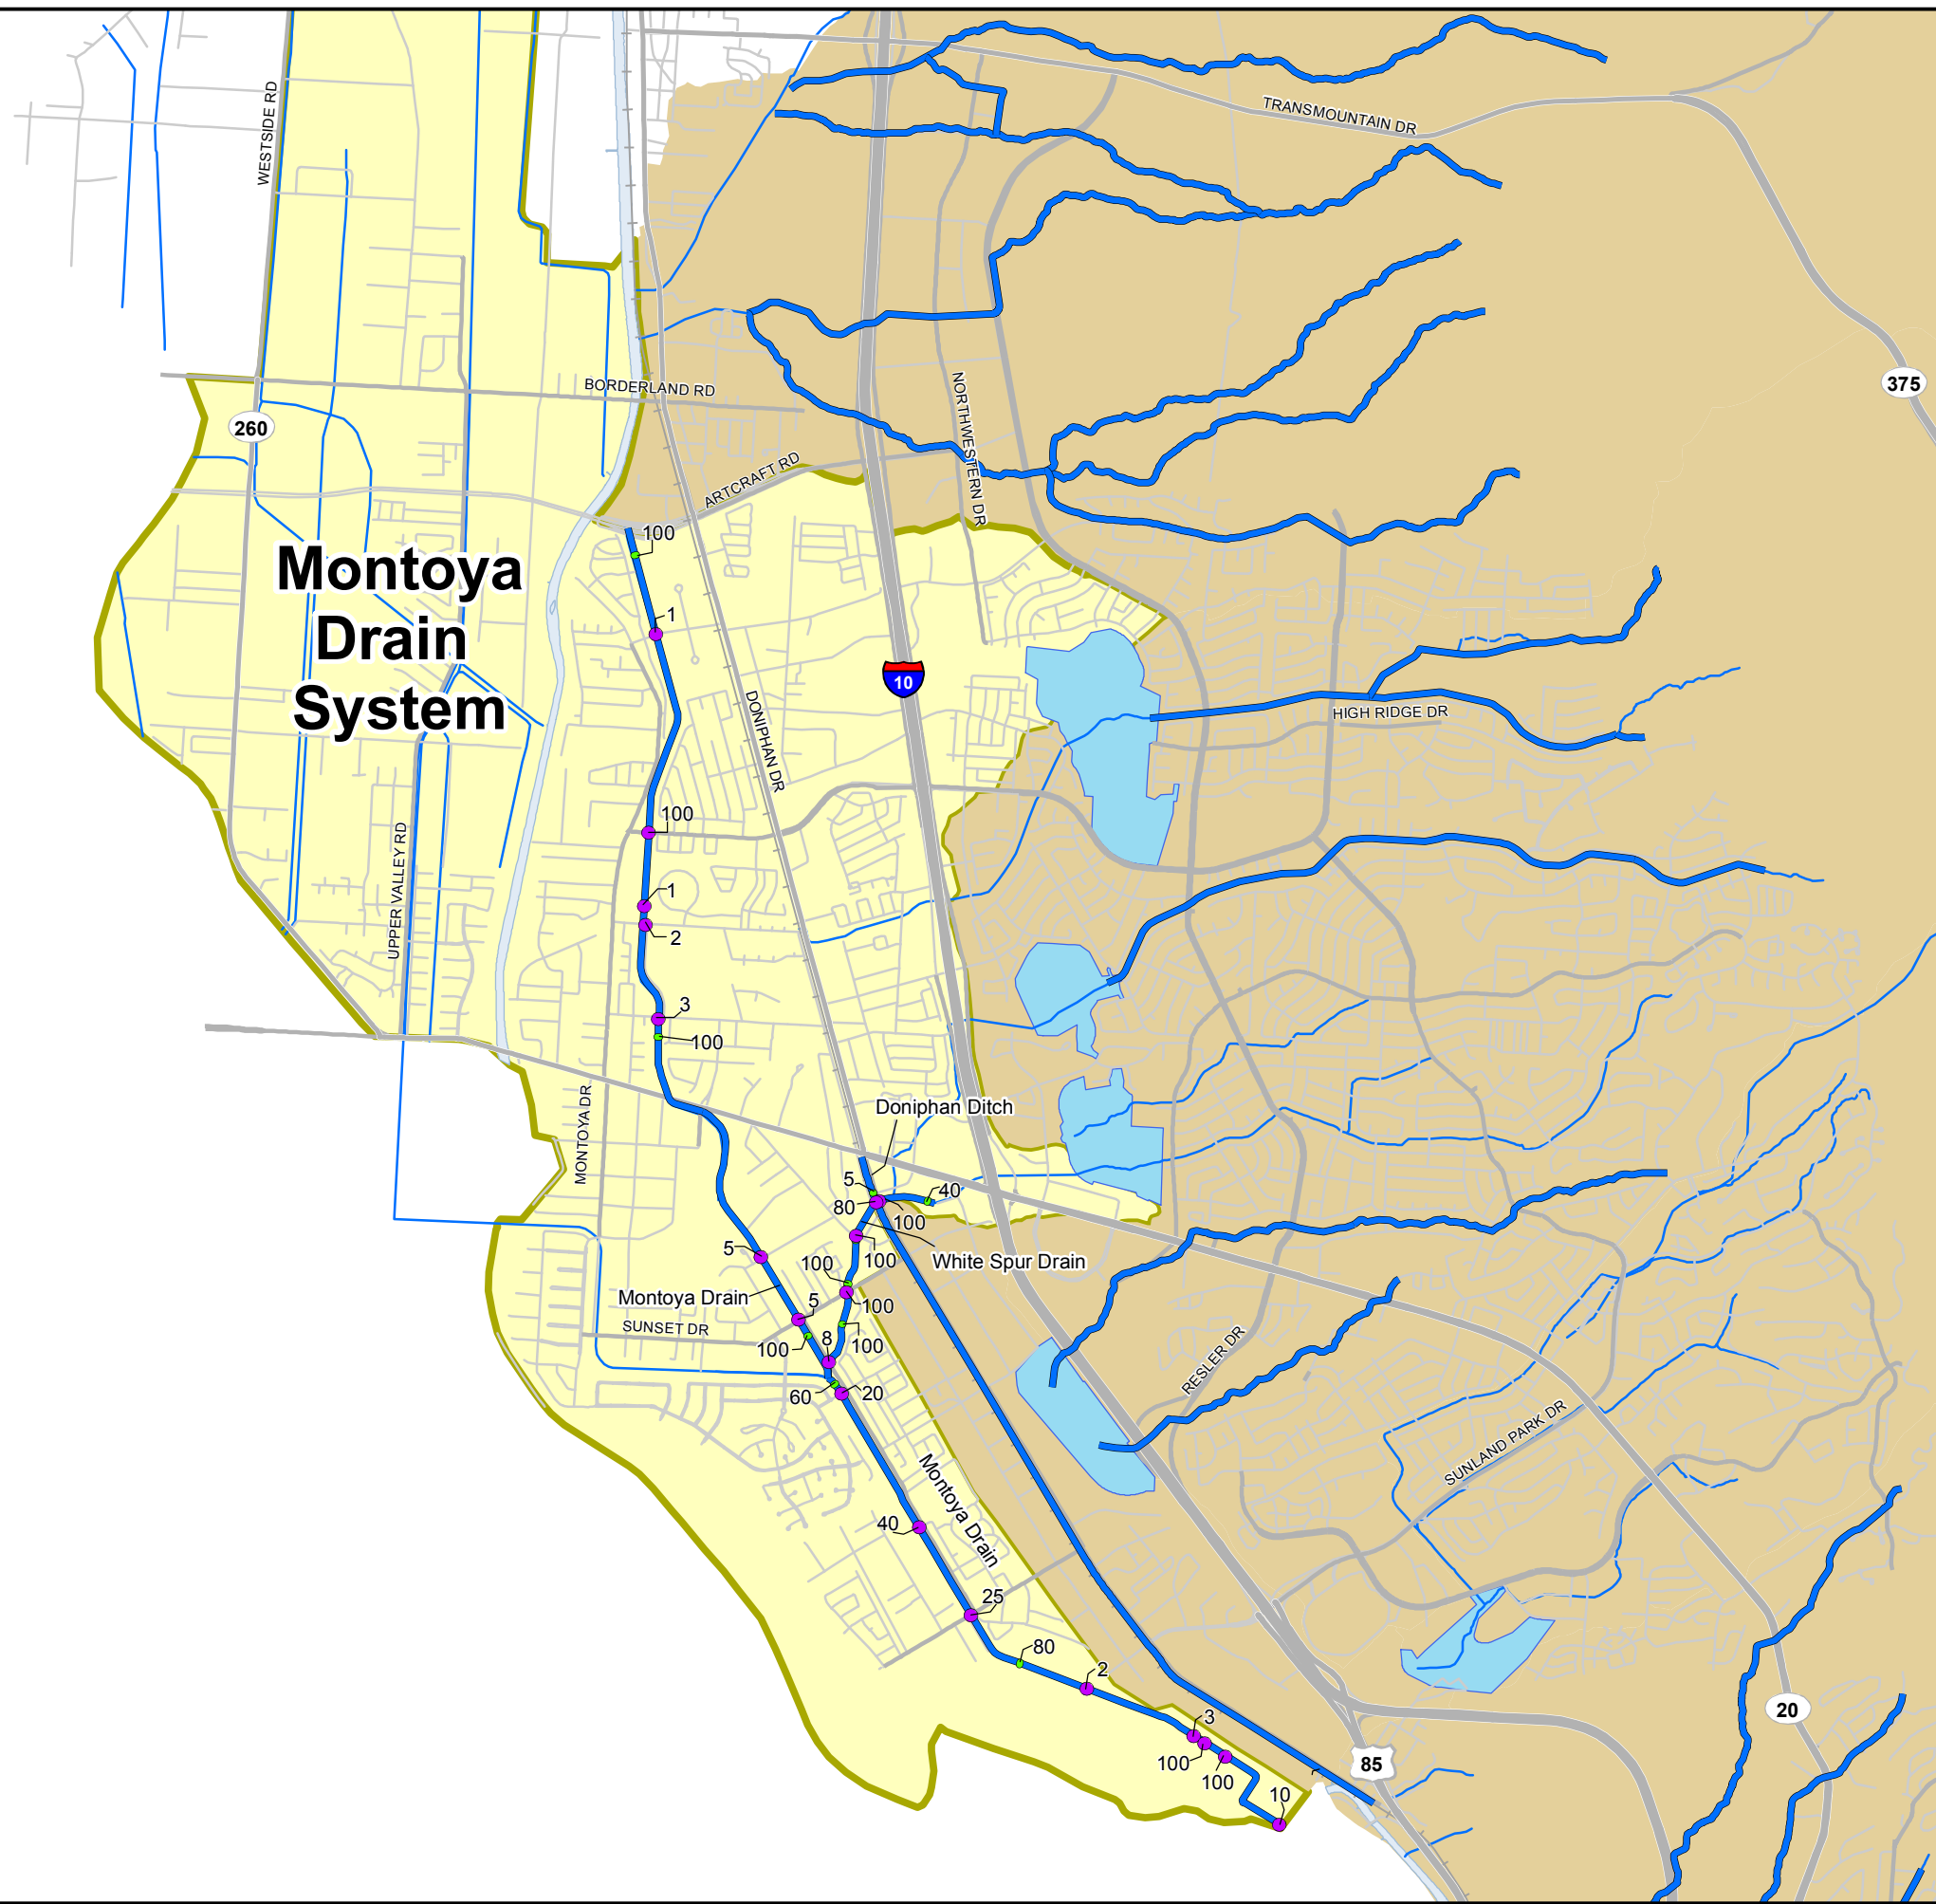 WESTSIDE RD
TRANSMOUNTAIN DR
375
BORDERLAND RD
NORTHWESTERN DR
260
ARTCRAFT RD
100
Montoya
Drain
System
1
10
DONIPHAN DR
HIGH RIDGE DR
100
UPPER VALLEY RD
1
2
3
100
MONTOYA DR
Doniphan Ditch
5
40
80
100
5
100
White Spur Drain
100
Montoya Drain
5
100
SUNSET DR
8
100
100
60
20
RESLER DR
SUNLAND PARK DR
Montoya Drain
40
25
80
2
3
20
100
85
100
10